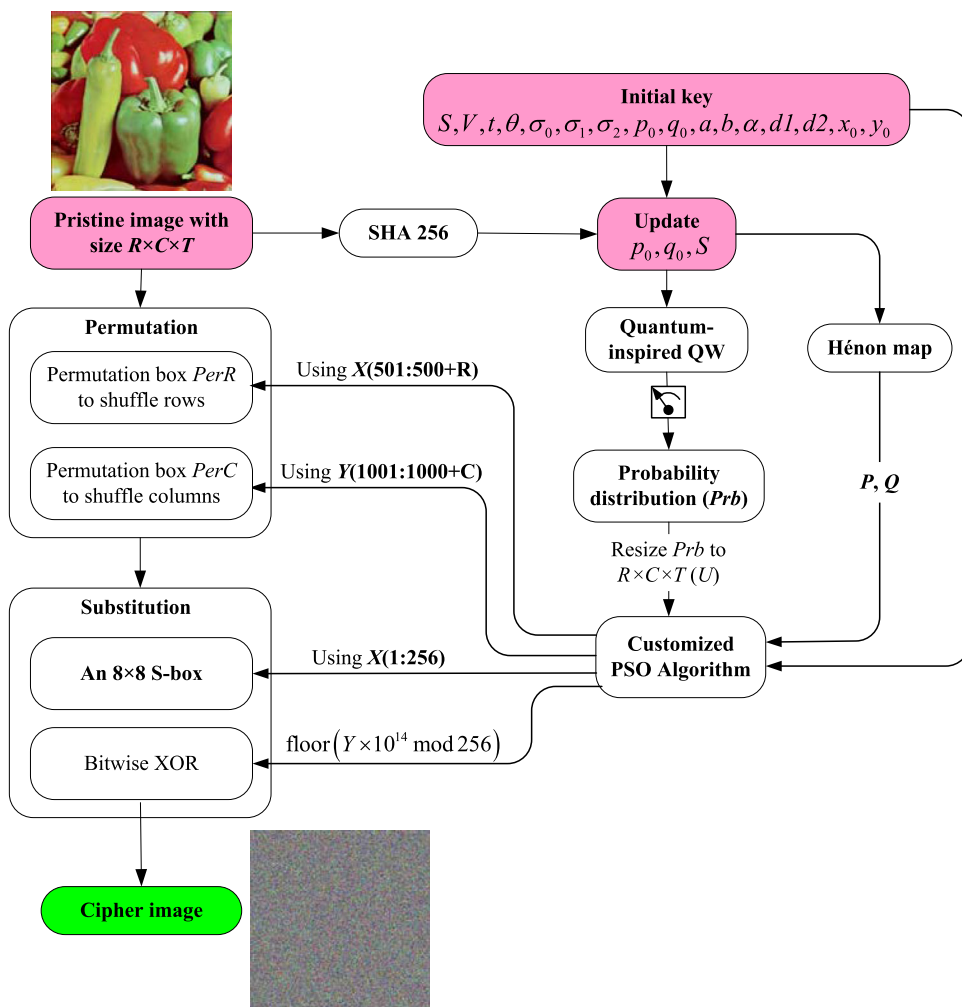 Initial key
S,V,t,θ,σ₀,σ₁,σ₂,p₀,q₀,a,b,α,d1,d2,x₀,y₀
Pristine image with
size R×C×T
SHA 256
Update
p₀,q₀,S
Permutation
Permutation box PerR
to shuffle rows
Permutation box PerC
to shuffle columns
Using X(501:500+R)
Using Y(1001:1000+C)
Quantum-
inspired QW
Hénon map
Probability
distribution (Prb)
P, Q
Resize Prb to
R×C×T (U)
Substitution
An 8×8 S-box
Bitwise XOR
Using X(1:256)
floor(Y×10¹⁴ mod 256)
Customized
PSO Algorithm
Cipher image